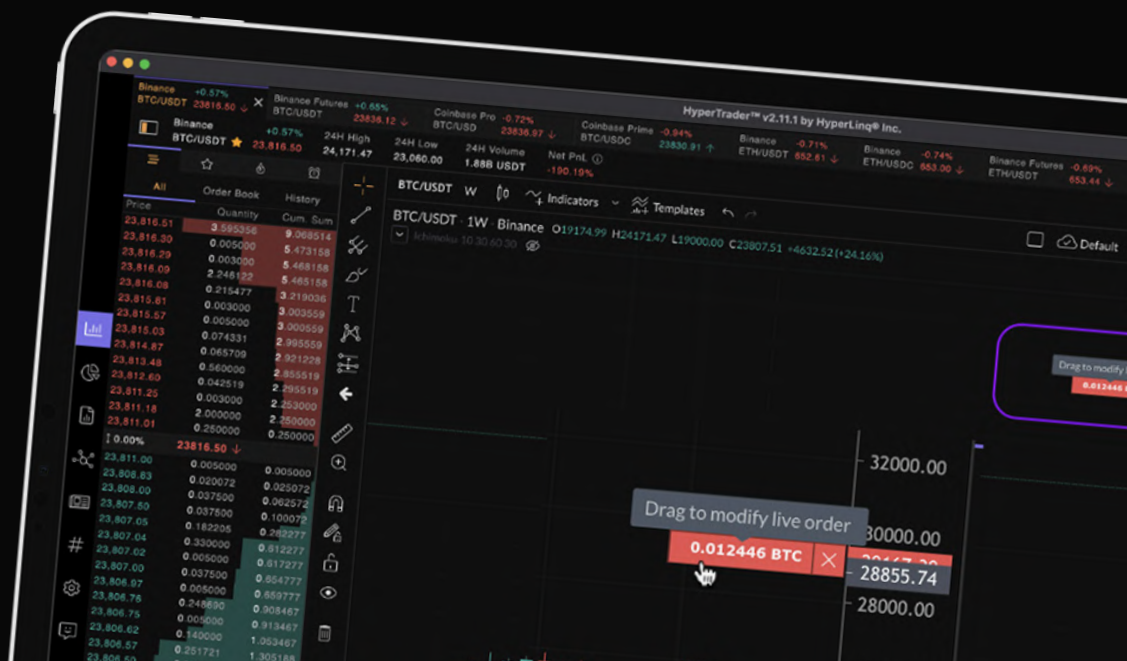 HyperTrader™ v2.11.1 by HyperLinq® Inc.
Binance +0.57%
BTC/USDT 23816.50 ↓ ×
Binance Futures +0.65%
BTC/USDT 23836.12 ↓
Coinbase Pro -0.72%
BTC/USD 23836.97 ↓
Coinbase Prime -0.94%
BTC/USDC 23830.91 ↑
Binance -0.71%
ETH/USDT 652.61 ↓
Binance -0.74%
ETH/USDC 653.00 ↓
Binance Futures -0.69%
ETH/USDT 653.44 ↓
Binance +0.57%
BTC/USDT 23,816.50
24H High
24,171.47
24H Low
23,060.00
24H Volume
1.88B USDT
Net PnL
-190.19%
All Order Book History
Price Quantity Cum. Sum
23,816.51 3.595356 9.068514
23,816.30 0.005000 5.473158
23,816.29 0.003000 5.468158
23,816.09 2.246122 5.465158
23,816.08 0.215477 3.219036
23,815.81 0.003000 3.003559
23,815.57 0.005000 3.000559
23,815.03 0.074331 2.995559
23,814.87 0.065709 2.921228
23,813.48 0.560000 2.855519
23,812.60 0.042519 2.295519
23,811.25 0.003000 2.253000
23,811.18 2.000000 2.250000
23,811.01 0.250000 0.250000
0.00% 23816.50 ↓
23,811.00 0.005000 0.005000
23,808.83 0.020072 0.025072
23,808.00 0.037500 0.062572
23,807.50 0.037500 0.100072
23,807.05 0.182205 0.282277
23,807.04 0.330000 0.612277
23,807.02 0.005000 0.617277
23,807.00 0.037500 0.654777
23,806.97 0.005000 0.659777
23,806.76 0.248690 0.908467
23,806.75 0.005000 0.913467
23,806.62 0.140000 1.053467
23,806.57 0.251721 1.305188
23,806.50
BTC/USDT W Indicators Templates Default
BTC/USDT · 1W · Binance O19174.99 H24171.47 L19000.00 C23807.51 +4632.52 (+24.16%)
Ichimoku 10 30 60 30
Drag to modify
0.012446
32000.00
Drag to modify live order
30000.00
0.012446 BTC
28855.74
28000.00